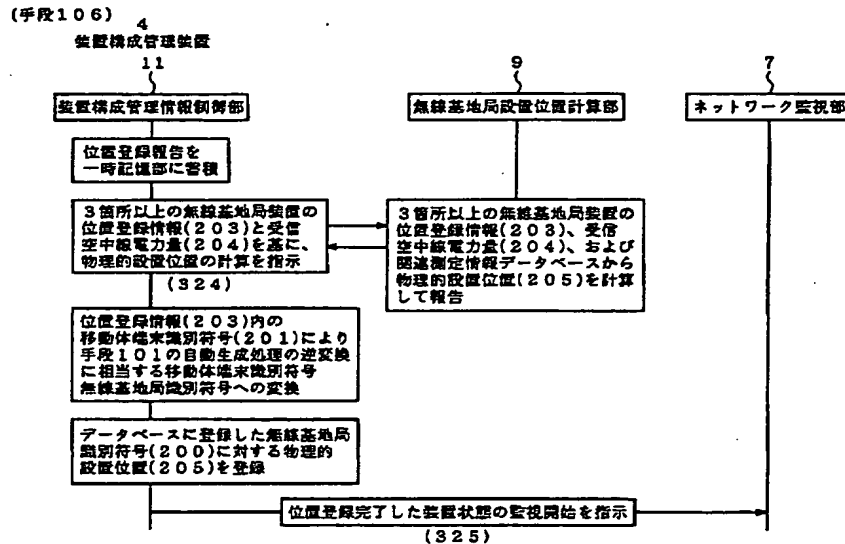 (手段106)
4
装置構成管理装置
11
9
7
装置構成管理情報制御部
無線基地局設置位置計算部
ネットワーク監視部
位置登録報告を
一時記憶部に蓄積
3箇所以上の無線基地局装置の
位置登録情報(203)と受信
空中線電力量(204)を基に、
物理的設置位置の計算を指示
(324)
3箇所以上の無線基地局装置の
位置登録情報(203)、受信
空中線電力量(204)、および
関連測定情報データベースから
物理的設置位置(205)を計算
して報告
位置登録情報(203)内の
移動体端末識別符号(201)により
手段101の自動生成処理の逆変換
に相当する移動体端末識別符号
無線基地局識別符号への変換
データベースに登録した無線基地局
識別符号(200)に対する物理的
設置位置(205)を登録
位置登録完了した装置状態の監視開始を指示
(325)